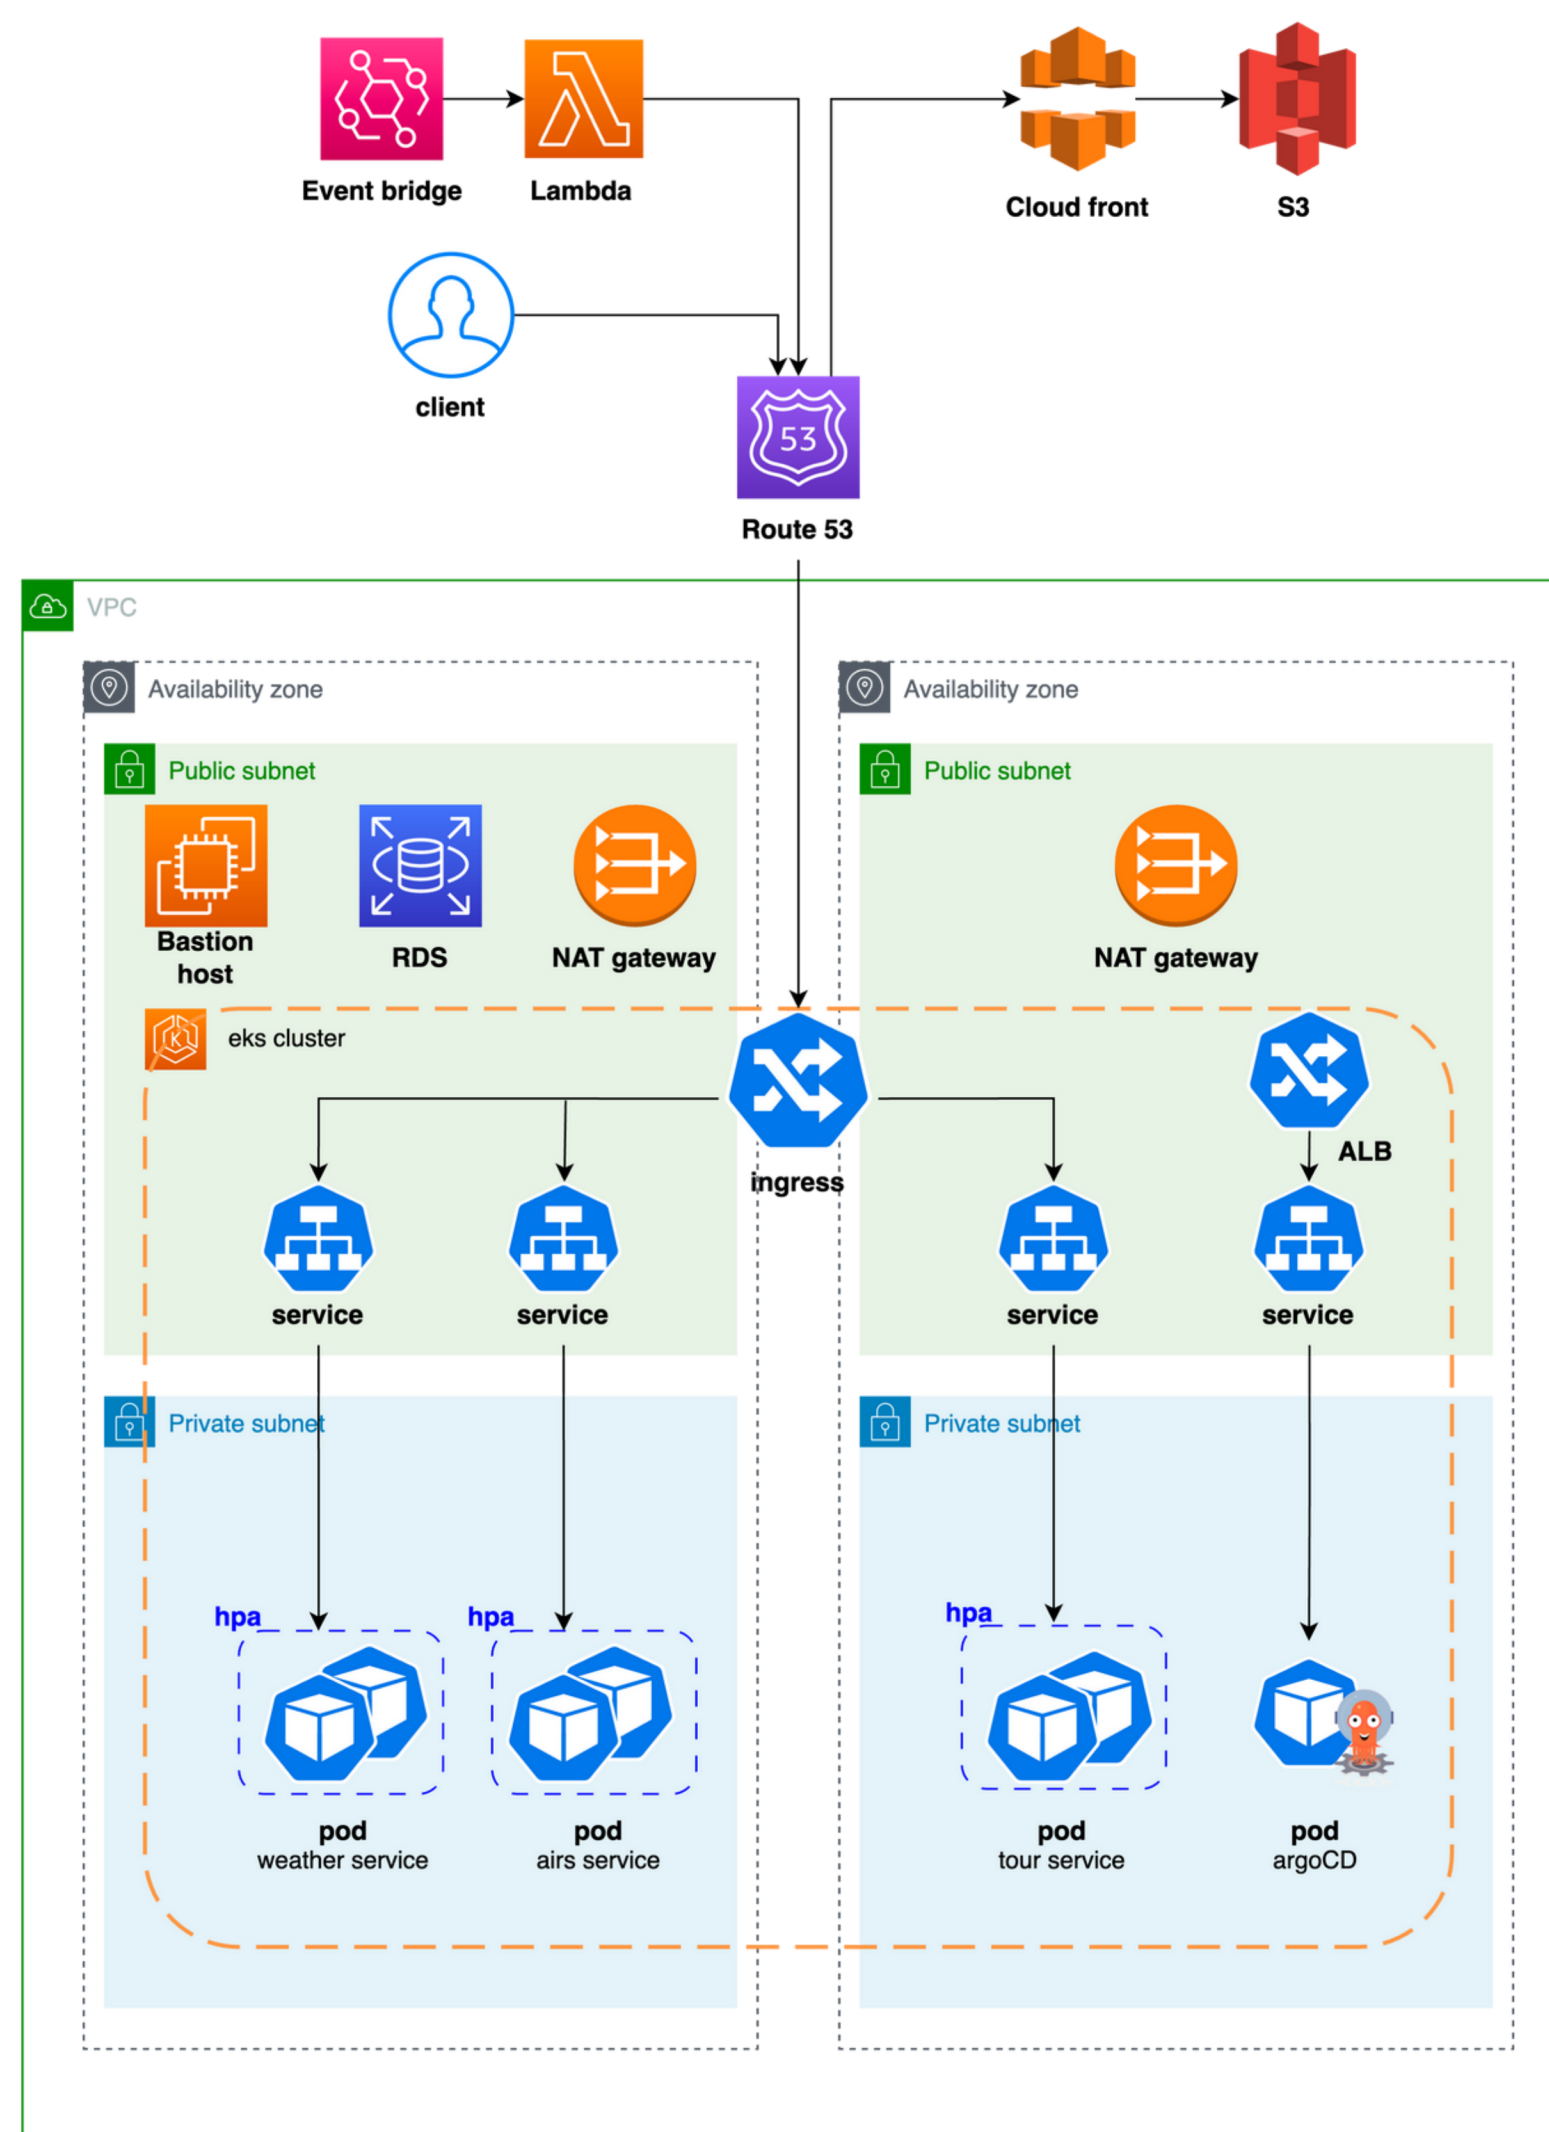 Event bridge
Lambda
Cloud front
S3
client
53
Route 53
VPC
Availability zone
Availability zone
Public subnet
Public subnet
Bastion
host
RDS
NAT gateway
NAT gateway
K
eks cluster
ALB
ingress
service
service
service
service
Private subnet
Private subnet
hpa
hpa
hpa
pod
weather service
pod
airs service
pod
tour service
pod
argoCD